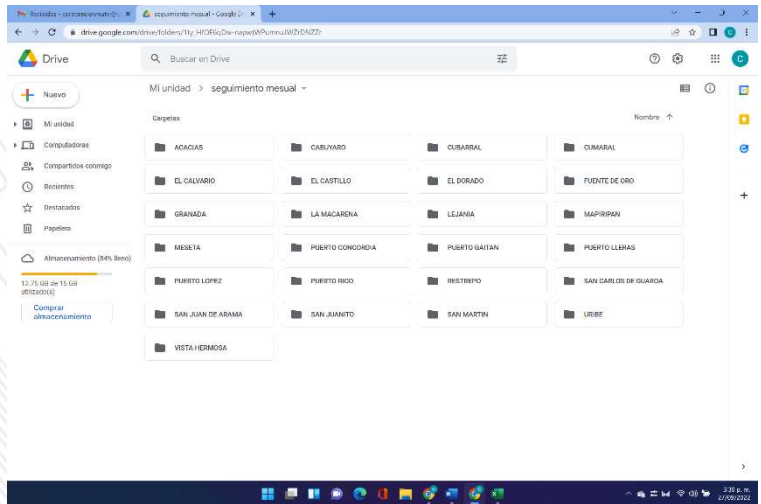 Recibidos - corporacionmute@g
seguimiento mesual - Google D
drive.google.com/drive/folders/
Drive
Buscar en Drive
Nuevo
Mi unidad > seguimiento mesual
Mi unidad
Computadoras
Compartidos conmigo
Recientes
Destacados
Papelera
Almacenamiento (84% lleno)
12.75 GB de 15 GB
utilizado(s)
Comprar
almacenamiento
Carpetas
Nombre
ACACIAS
CABUYARO
CUBARRAL
CUMARAL
EL CALVARIO
EL CASTILLO
EL DORADO
FUENTE DE ORO
GRANADA
LA MACARENA
LEJANIA
MAPIRIPAN
MESETA
PUERTO CONCORDIA
PUERTO GAITAN
PUERTO LLERAS
PUERTO LOPEZ
PUERTO RICO
RESTREPO
SAN CARLOS DE GUAROA
SAN JUAN DE ARAMA
SAN JUANITO
SAN MARTIN
URIBE
VISTA HERMOSA
C
3:30 p. m.
27/09/2022